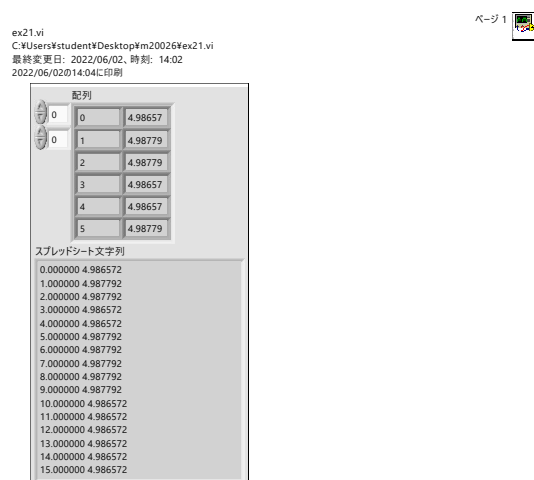 ページ 1
ex21.vi
C:¥Users¥student¥Desktop¥m20026¥ex21.vi
最終変更日: 2022/06/02、時刻: 14:02
2022/06/02の14:04に印刷
配列
0 0 4.98657
0 1 4.98779
2 4.98779
3 4.98657
4 4.98657
5 4.98779
スプレッドシート文字列
0.000000 4.986572
1.000000 4.987792
2.000000 4.987792
3.000000 4.986572
4.000000 4.986572
5.000000 4.987792
6.000000 4.987792
7.000000 4.987792
8.000000 4.987792
9.000000 4.987792
10.000000 4.986572
11.000000 4.986572
12.000000 4.986572
13.000000 4.986572
14.000000 4.986572
15.000000 4.986572